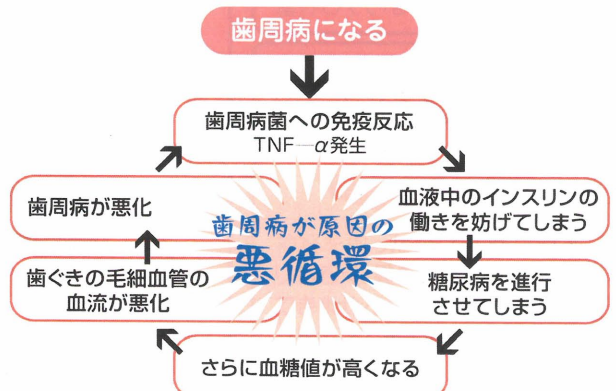 歯周病になる
歯周病菌への免疫反応
TNF―α発生
血液中のインスリンの
働きを妨げてしまう
糖尿病を進行
させてしまう
さらに血糖値が高くなる
歯ぐきの毛細血管の
血流が悪化
歯周病が悪化
歯周病が原因の
悪循環